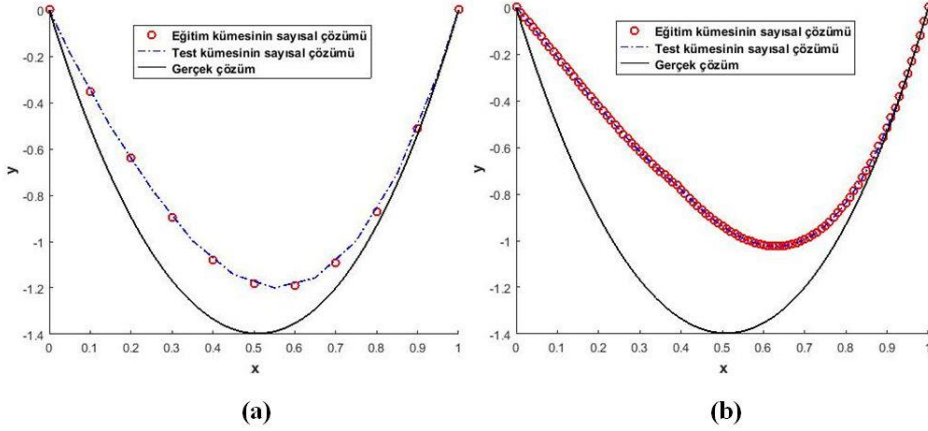 Eğitim kümesinin sayısal çözümü
Test kümesinin sayısal çözümü
Gerçek çözüm
0
-0.2
-0.4
-0.6
-0.8
-1
-1.2
-1.4
y
0 0.1 0.2 0.3 0.4 0.5 0.6 0.7 0.8 0.9 1
x
(a)
Eğitim kümesinin sayısal çözümü
Test kümesinin sayısal çözümü
Gerçek çözüm
0
-0.2
-0.4
-0.6
-0.8
-1
-1.2
-1.4
y
0 0.1 0.2 0.3 0.4 0.5 0.6 0.7 0.8 0.9 1
x
(b)